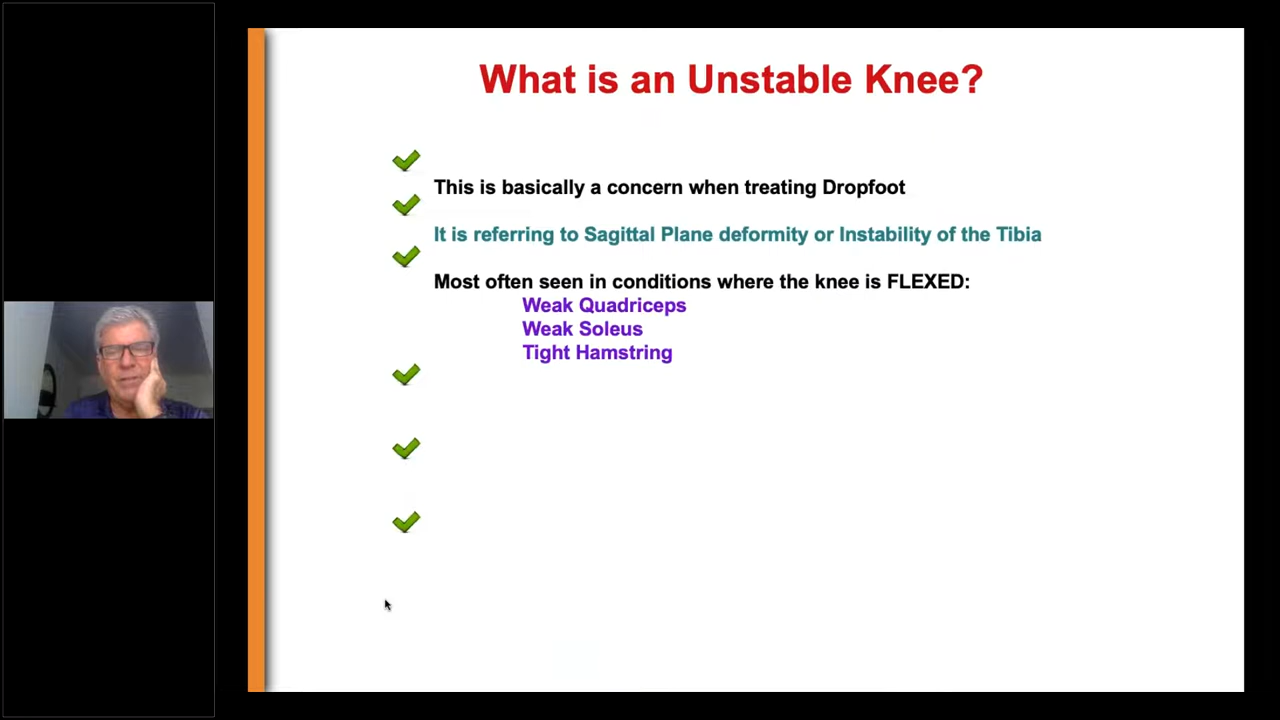 What is an Unstable Knee?
This is basically a concern when treating Dropfoot
It is referring to Sagittal Plane deformity or Instability of the Tibia
Most often seen in conditions where the knee is FLEXED:
Weak Quadriceps
Weak Soleus
Tight Hamstring